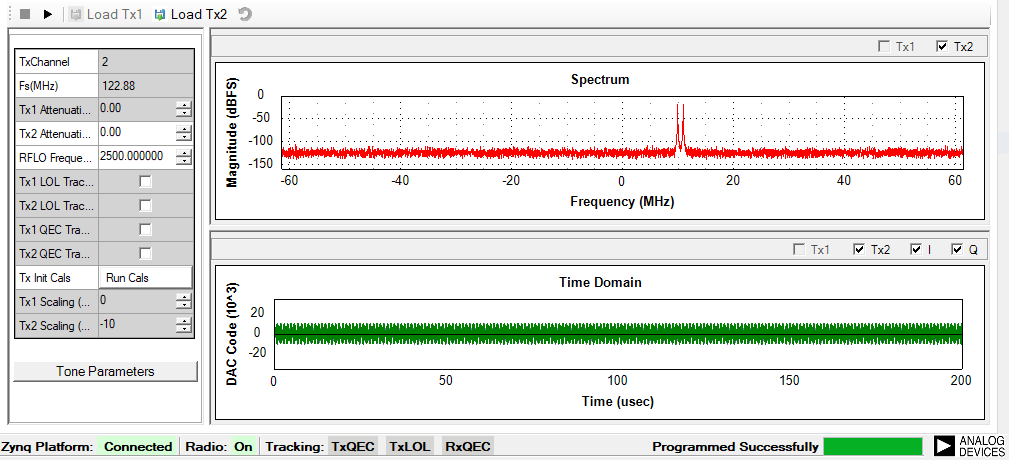 Load Tx1 Load Tx2
TxChannel 2
Fs(MHz) 122.88
Tx1 Attenuati... 0.00
Tx2 Attenuati... 0.00
RFLO Freque... 2500.000000
Tx1 LOL Trac...
Tx2 LOL Trac...
Tx1 QEC Tra...
Tx2 QEC Tra...
Tx Init Cals Run Cals
Tx1 Scaling (... 0
Tx2 Scaling (... -10
Tone Parameters
Tx1 Tx2
Spectrum
Magnitude (dBFS)
0
-50
-100
-150
-60 -40 -20 0 20 40 60
Frequency (MHz)
Tx1 Tx2 I Q
Time Domain
DAC Code (10^3)
20
0
-20
0 50 100 150 200
Time (usec)
Zynq Platform: Connected Radio: On Tracking: TxQEC TxLOL RxQEC Programmed Successfully
ANALOG
DEVICES